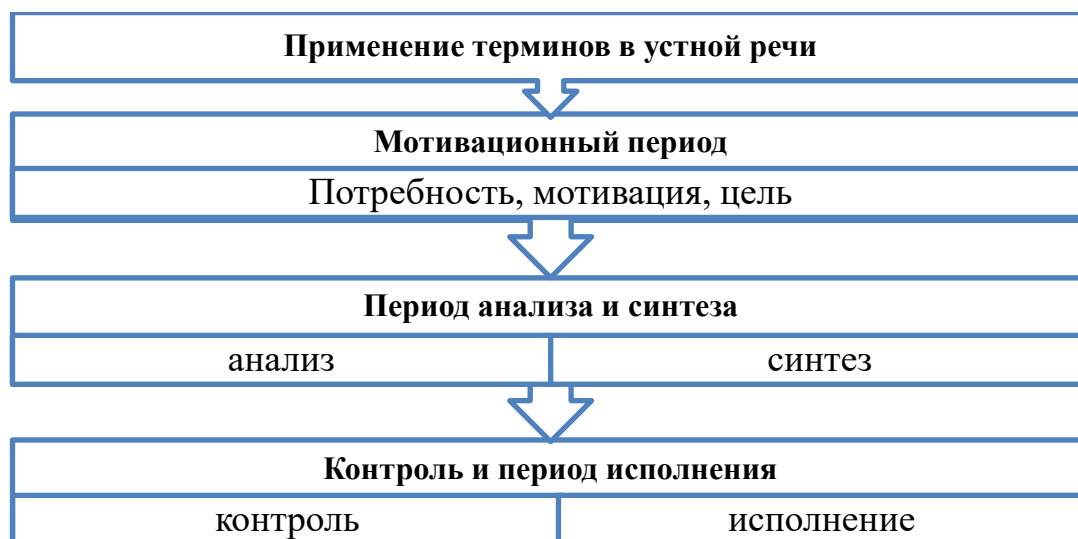 Применение терминов в устной речи
Мотивационный период
Потребность, мотивация, цель
Период анализа и синтеза
анализ синтез
Контроль и период исполнения
контроль исполнение